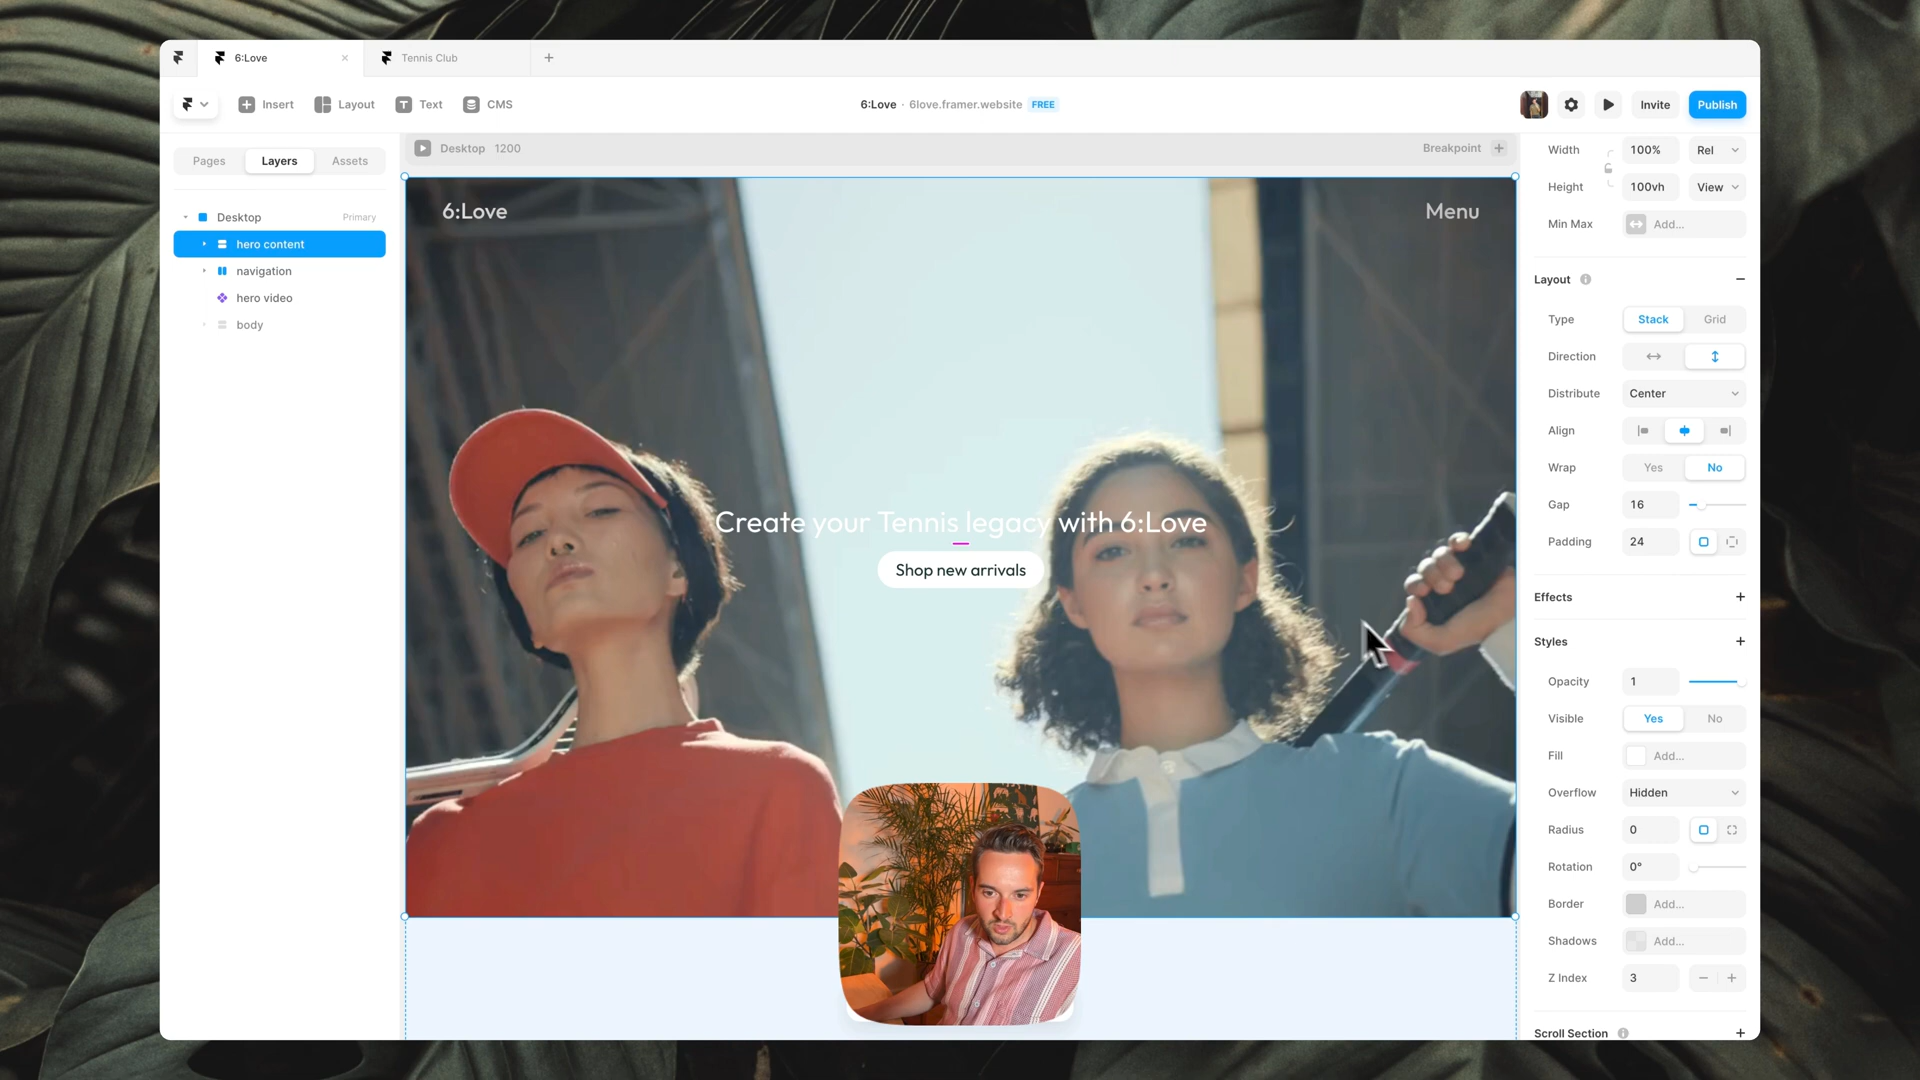 6:Love
Tennis Club
Insert
Layout
Text
CMS
6:Love · 6love.framer.website FREE
Invite
Publish
Pages
Layers
Assets
Desktop
Primary
hero content
navigation
hero video
body
Desktop 1200
Breakpoint
6:Love
Menu
Create your Tennis legacy with 6:Love
Shop new arrivals
Width 100% Rel
Height 100vh View
Min Max Add...
Layout
Type Stack Grid
Direction
Distribute Center
Align
Wrap Yes No
Gap 16
Padding 24
Effects
Styles
Opacity 1
Visible Yes No
Fill Add...
Overflow Hidden
Radius 0
Rotation 0°
Border Add...
Shadows Add...
Z Index 3
Scroll Section